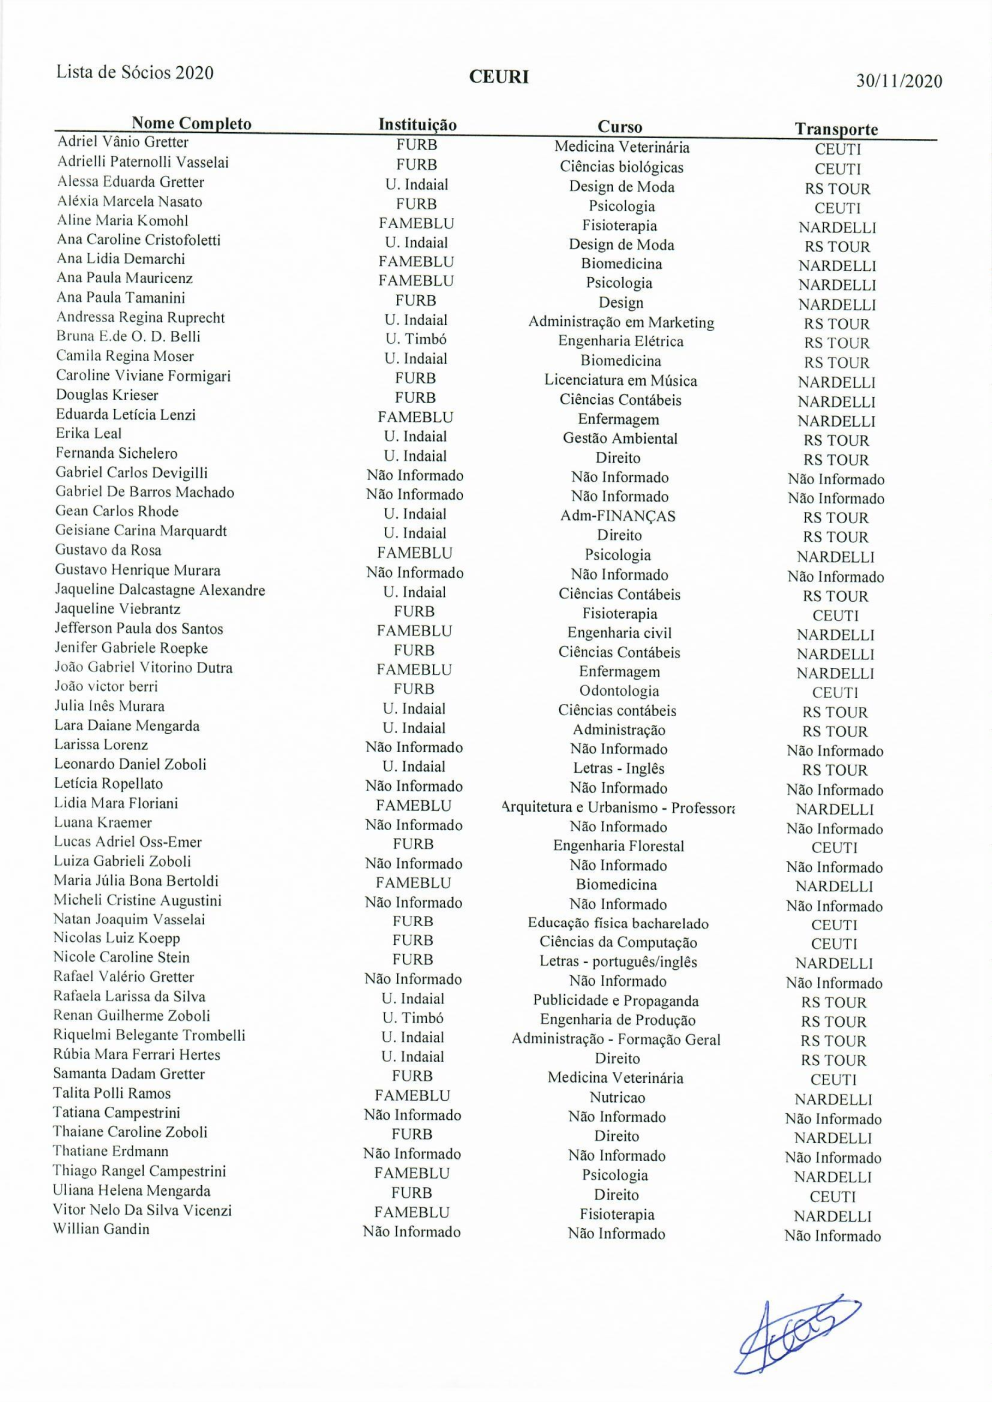 Lista de Sócios 2020 CEURI 30/11/2020
Nome Completo Instituição Curso Transporte
Adriel Vânio Gretter FURB Medicina Veterinária CEUTI
Adrielli Paternolli Vasselai FURB Ciências biológicas CEUTI
Alessa Eduarda Gretter U. Indaial Design de Moda RS TOUR
Aléxia Marcela Nasato FURB Psicologia CEUTI
Aline Maria Komohl FAMEBLU Fisioterapia NARDELLI
Ana Caroline Cristofoletti U. Indaial Design de Moda RS TOUR
Ana Lidia Demarchi FAMEBLU Biomedicina NARDELLI
Ana Paula Mauricenz FAMEBLU Psicologia NARDELLI
Ana Paula Tamanini FURB Design NARDELLI
Andressa Regina Ruprecht U. Indaial Administração em Marketing RS TOUR
Bruna E.de O. D. Belli U. Timbó Engenharia Elétrica RS TOUR
Camila Regina Moser U. Indaial Biomedicina RS TOUR
Caroline Viviane Formigari FURB Licenciatura em Música NARDELLI
Douglas Krieser FURB Ciências Contábeis NARDELLI
Eduarda Letícia Lenzi FAMEBLU Enfermagem NARDELLI
Erika Leal U. Indaial Gestão Ambiental RS TOUR
Fernanda Sichelero U. Indaial Direito RS TOUR
Gabriel Carlos Devigilli Não Informado Não Informado Não Informado
Gabriel De Barros Machado Não Informado Não Informado Não Informado
Gean Carlos Rhode U. Indaial Adm-FINANÇAS RS TOUR
Geisiane Carina Marquardt U. Indaial Direito RS TOUR
Gustavo da Rosa FAMEBLU Psicologia NARDELLI
Gustavo Henrique Murara Não Informado Não Informado Não Informado
Jaqueline Dalcastagne Alexandre U. Indaial Ciências Contábeis RS TOUR
Jaqueline Viebrantz FURB Fisioterapia CEUTI
Jefferson Paula dos Santos FAMEBLU Engenharia civil NARDELLI
Jenifer Gabriele Roepke FURB Ciências Contábeis NARDELLI
João Gabriel Vitorino Dutra FAMEBLU Enfermagem NARDELLI
João victor berri FURB Odontologia CEUTI
Julia Inês Murara U. Indaial Ciências contábeis RS TOUR
Lara Daiane Mengarda U. Indaial Administração RS TOUR
Larissa Lorenz Não Informado Não Informado Não Informado
Leonardo Daniel Zoboli U. Indaial Letras - Inglês RS TOUR
Letícia Ropellato Não Informado Não Informado Não Informado
Lidia Mara Floriani FAMEBLU Arquitetura e Urbanismo - Professora NARDELLI
Luana Kraemer Não Informado Não Informado Não Informado
Lucas Adriel Oss-Emer FURB Engenharia Florestal CEUTI
Luiza Gabrieli Zoboli Não Informado Não Informado Não Informado
Maria Júlia Bona Bertoldi FAMEBLU Biomedicina NARDELLI
Micheli Cristine Augustini Não Informado Não Informado Não Informado
Natan Joaquim Vasselai FURB Educação física bacharelado CEUTI
Nicolas Luiz Koepp FURB Ciências da Computação CEUTI
Nicole Caroline Stein FURB Letras - português/inglês NARDELLI
Rafael Valério Gretter Não Informado Não Informado Não Informado
Rafaela Larissa da Silva U. Indaial Publicidade e Propaganda RS TOUR
Renan Guilherme Zoboli U. Timbó Engenharia de Produção RS TOUR
Riquelmi Belegante Trombelli U. Indaial Administração - Formação Geral RS TOUR
Rúbia Mara Ferrari Hertes U. Indaial Direito RS TOUR
Samanta Dadam Gretter FURB Medicina Veterinária CEUTI
Talita Polli Ramos FAMEBLU Nutricao NARDELLI
Tatiana Campestrini Não Informado Não Informado Não Informado
Thaiane Caroline Zoboli FURB Direito NARDELLI
Thatiane Erdmann Não Informado Não Informado Não Informado
Thiago Rangel Campestrini FAMEBLU Psicologia NARDELLI
Uliana Helena Mengarda FURB Direito CEUTI
Vitor Nelo Da Silva Vicenzi FAMEBLU Fisioterapia NARDELLI
Willian Gandin Não Informado Não Informado Não Informado